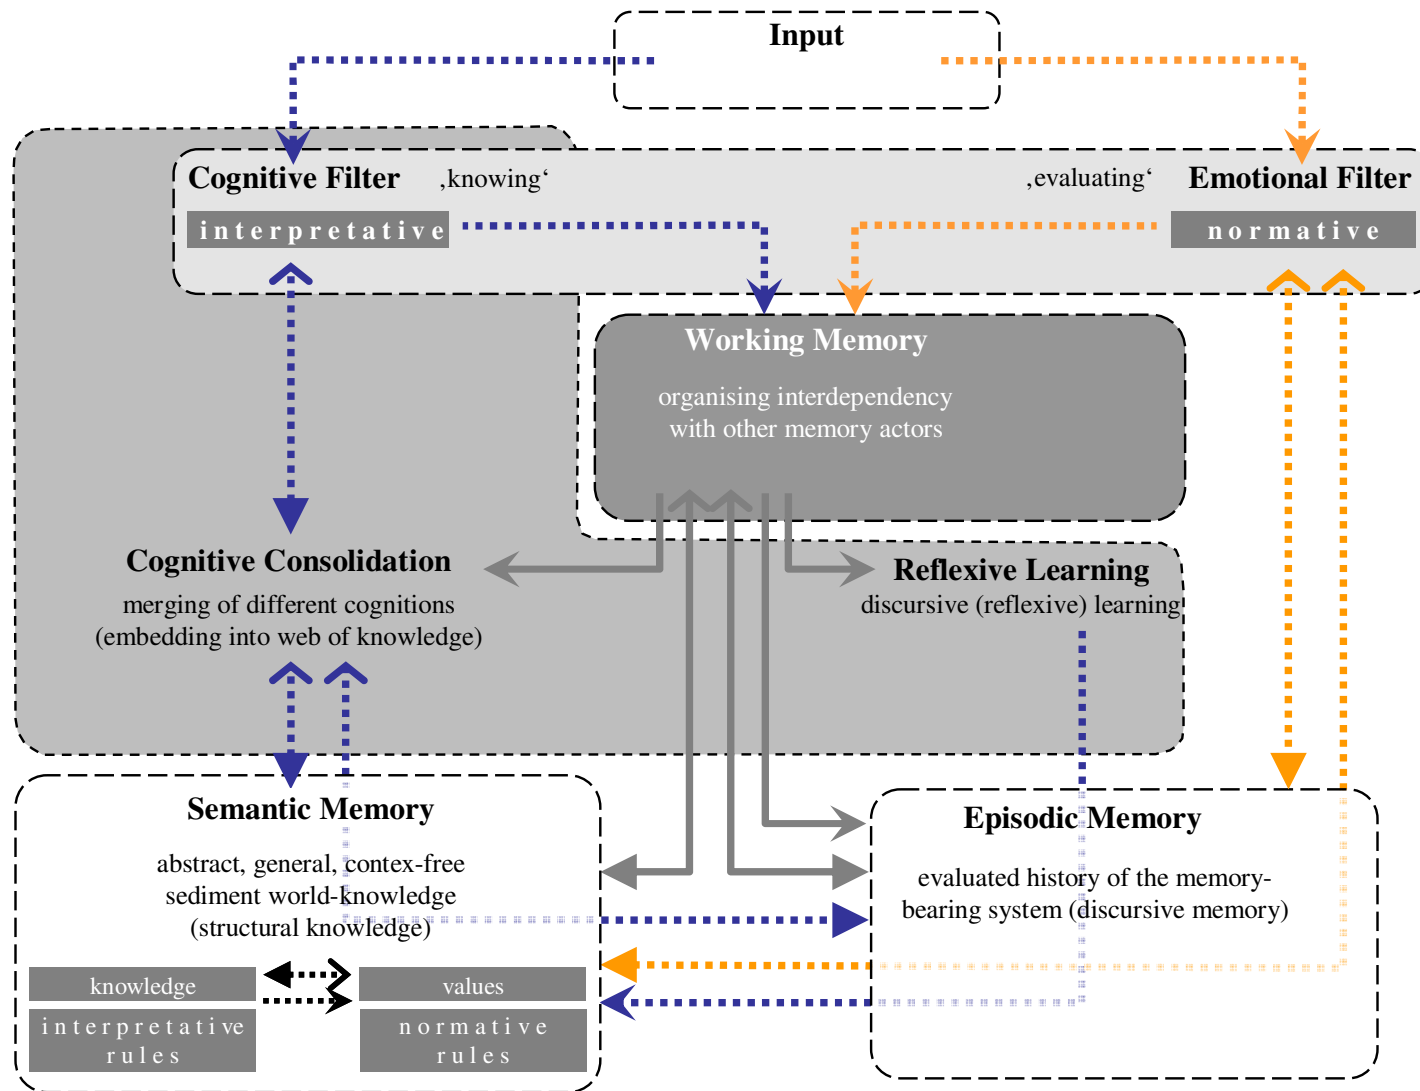 Input
Cognitive Filter
‚knowing‘
‚evaluating‘
Emotional Filter
interpretative
normative
Working Memory
organising interdependency
with other memory actors
Cognitive Consolidation
merging of different cognitions
(embedding into web of knowledge)
Reflexive Learning
discursive (reflexive) learning
Semantic Memory
abstract, general, contex-free
sediment world-knowledge
(structural knowledge)
knowledge
values
interpretative
rules
normative
rules
Episodic Memory
evaluated history of the memory-
bearing system (discursive memory)